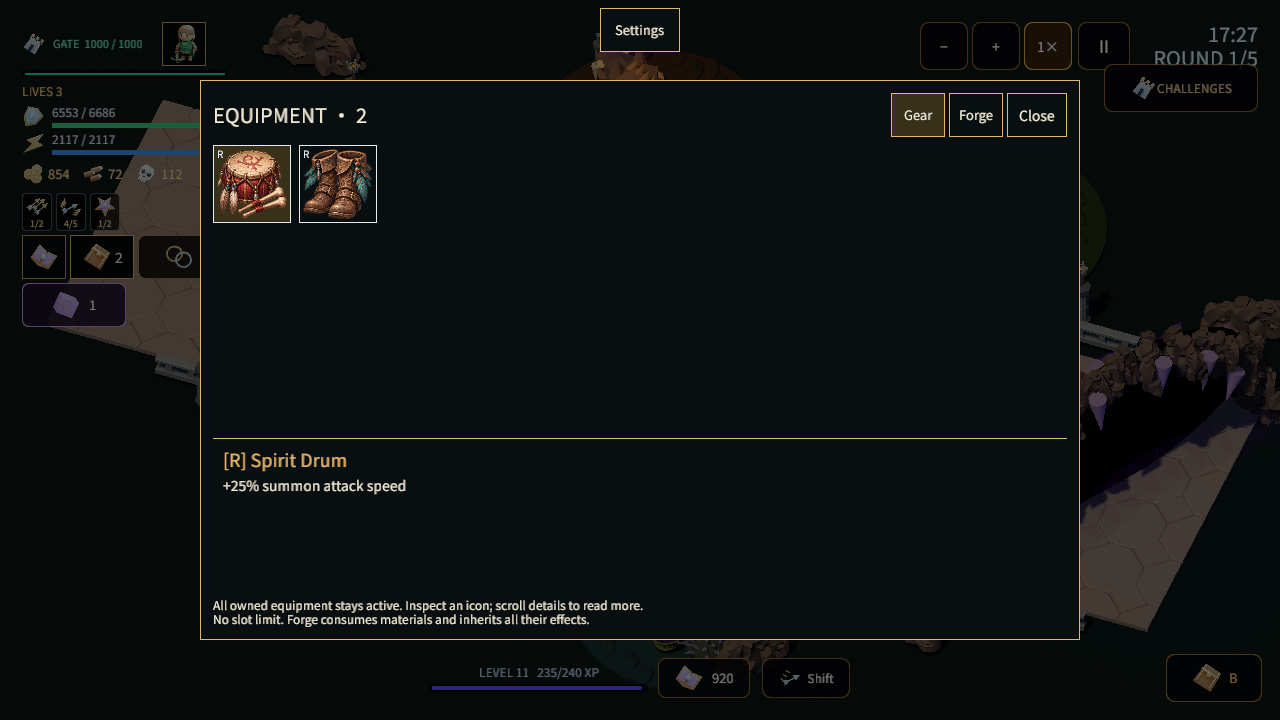 Settings
GATE 1000 / 1000
1×
17:27
ROUND 1/5
CHALLENGES
LIVES 3
6553 / 6686
2117 / 2117
854
72
112
1/2
4/5
1/2
2
1
EQUIPMENT • 2
Gear
Forge
Close
R
R
[R] Spirit Drum
+25% summon attack speed
All owned equipment stays active. Inspect an icon; scroll details to read more.
No slot limit. Forge consumes materials and inherits all their effects.
LEVEL 11 235/240 XP
920
Shift
B